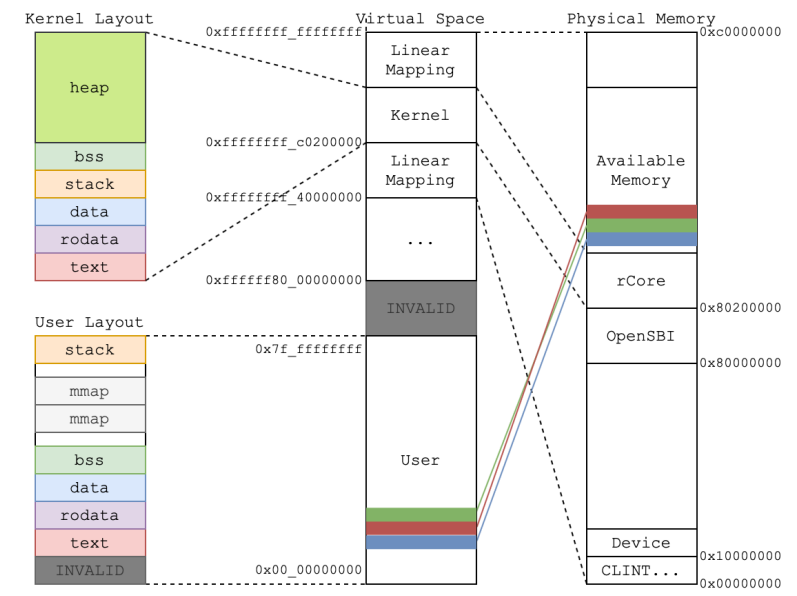 Kernel Layout
heap
bss
stack
data
rodata
text
User Layout
stack
mmap
mmap
bss
data
rodata
text
INVALID
Virtual Space
0xffffffff_ffffffff
Linear
Mapping
Kernel
0xffffffff_c0200000
Linear
Mapping
0xffffffff_40000000
...
0xffffff80_00000000
INVALID
0x7f_ffffffff
User
0x00_00000000
Physical Memory
0xc0000000
Available
Memory
rCore
0x80200000
OpenSBI
0x80000000
Device
0x10000000
CLINT...
0x00000000